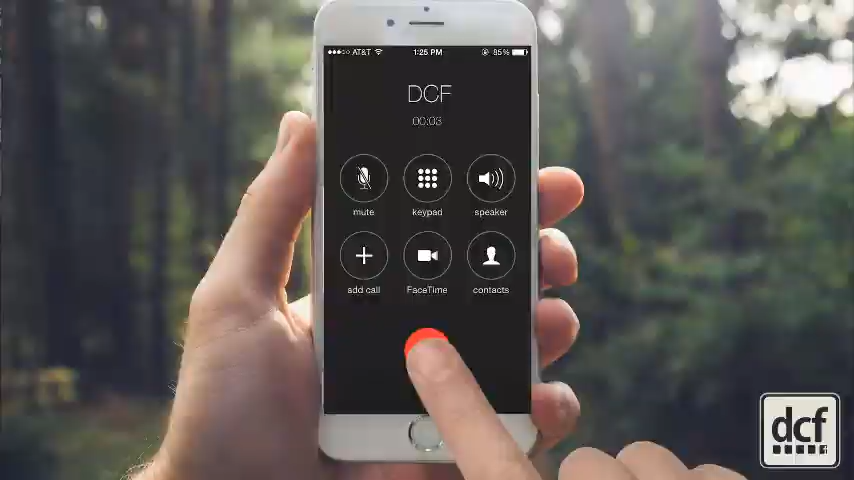 AT&T 1:25 PM 85%
DCF
00:03
mute keypad speaker
add call FaceTime contacts
dcf